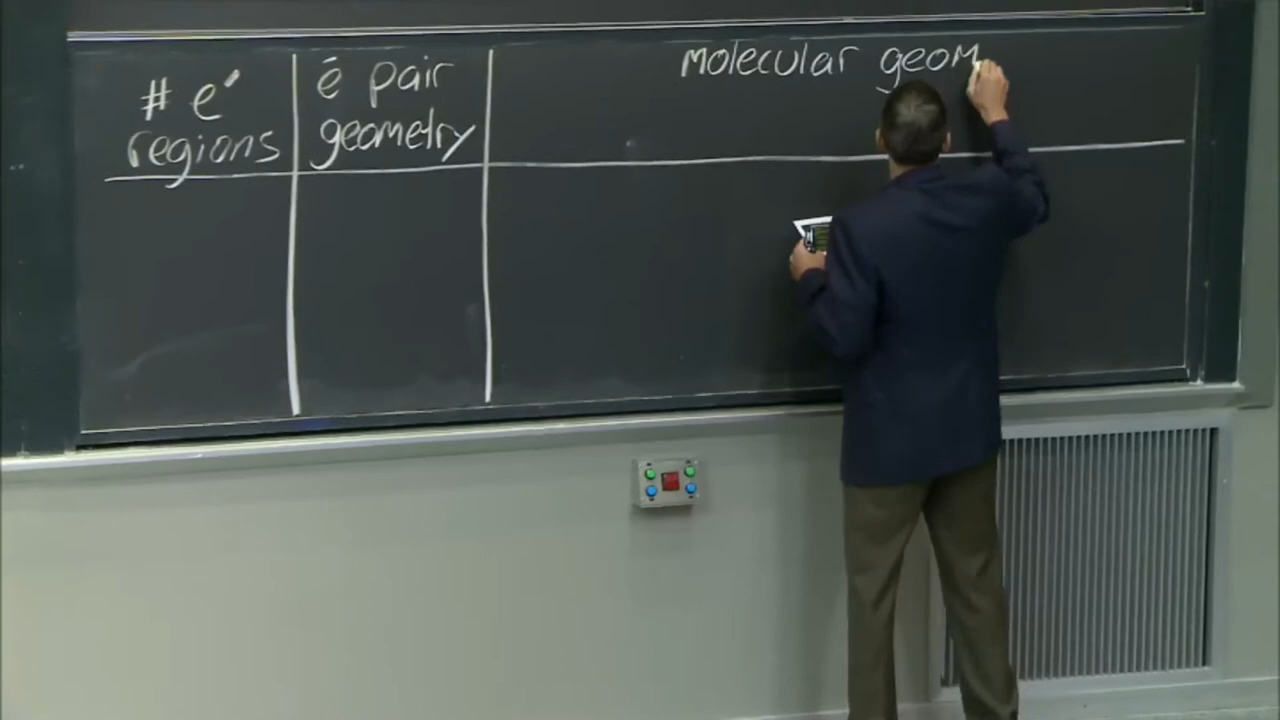 # e⁻
regions
ē pair
geometry
molecular geom